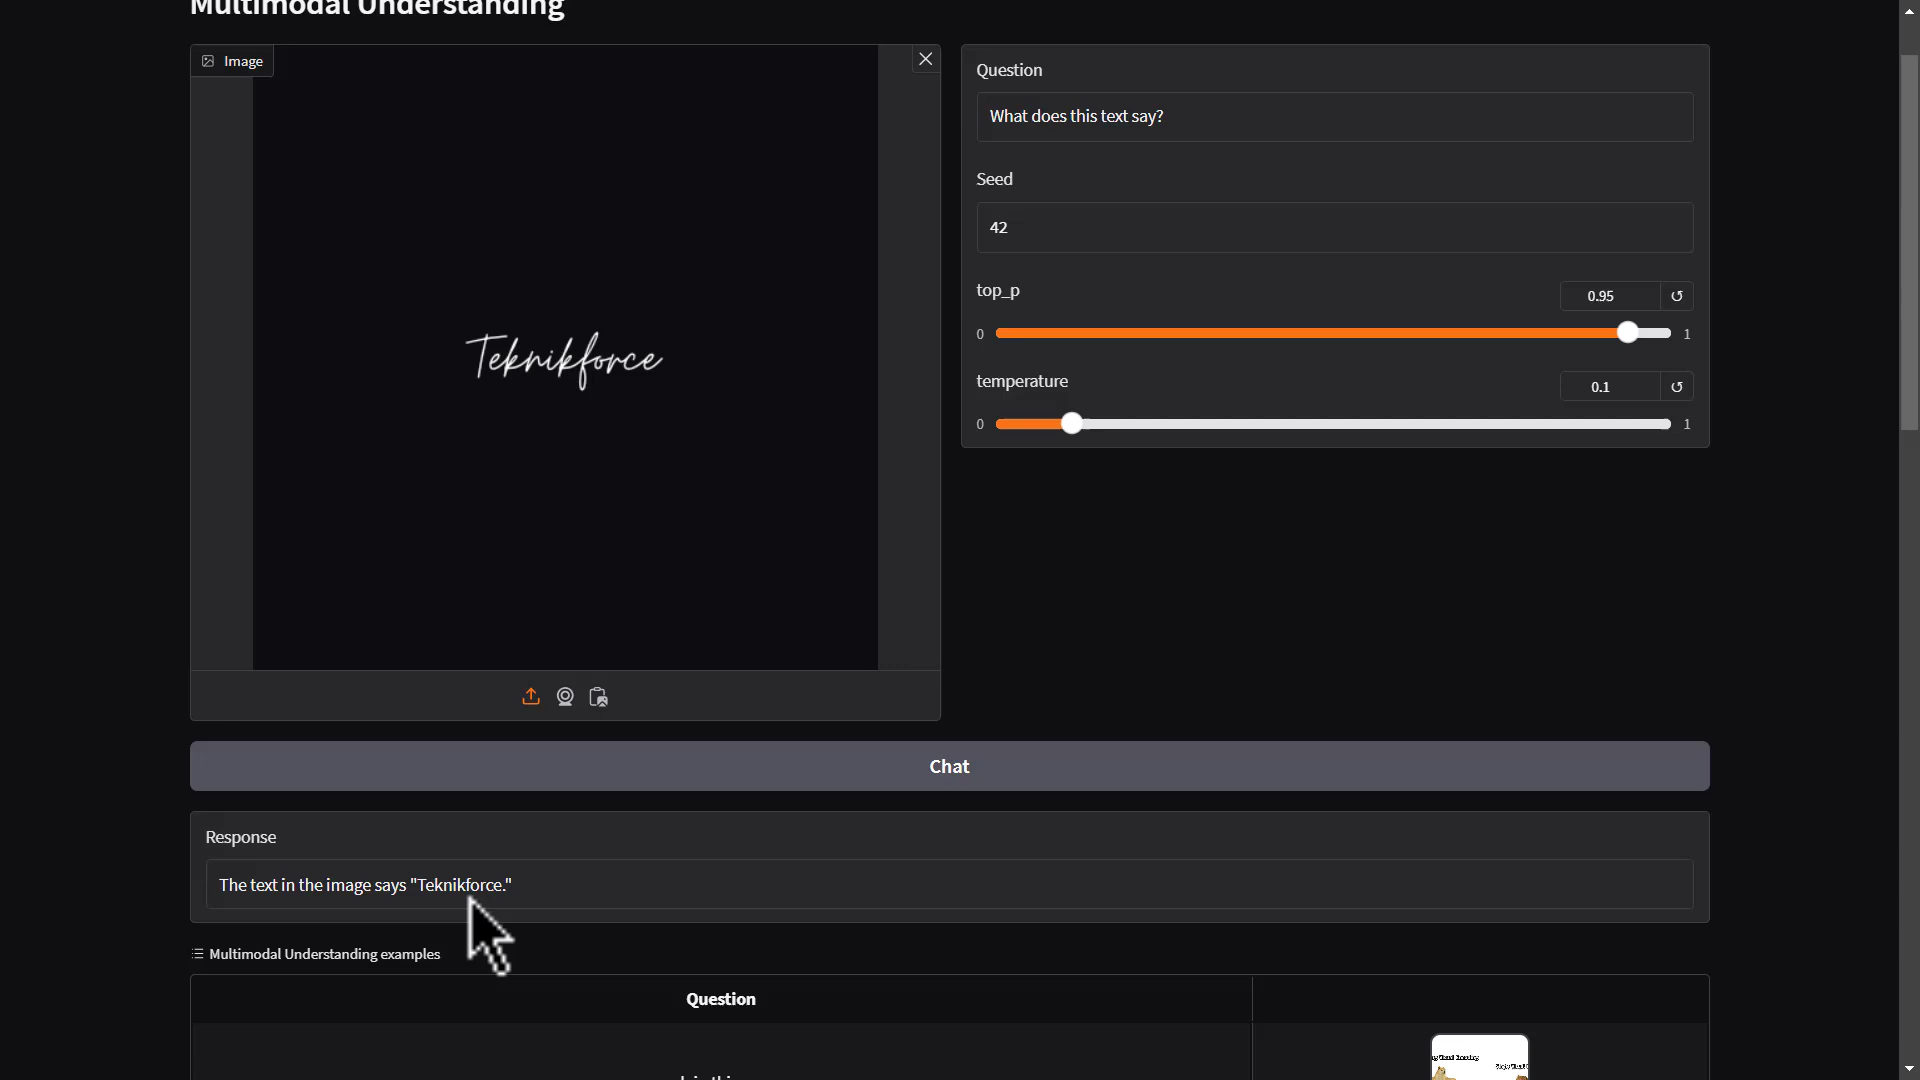 Multimodal Understanding
Image
Teknikforce
Question
What does this text say?
Seed
42
top_p
0.95
0
1
temperature
0.1
0
1
Chat
Response
The text in the image says "Teknikforce."
Multimodal Understanding examples
Question